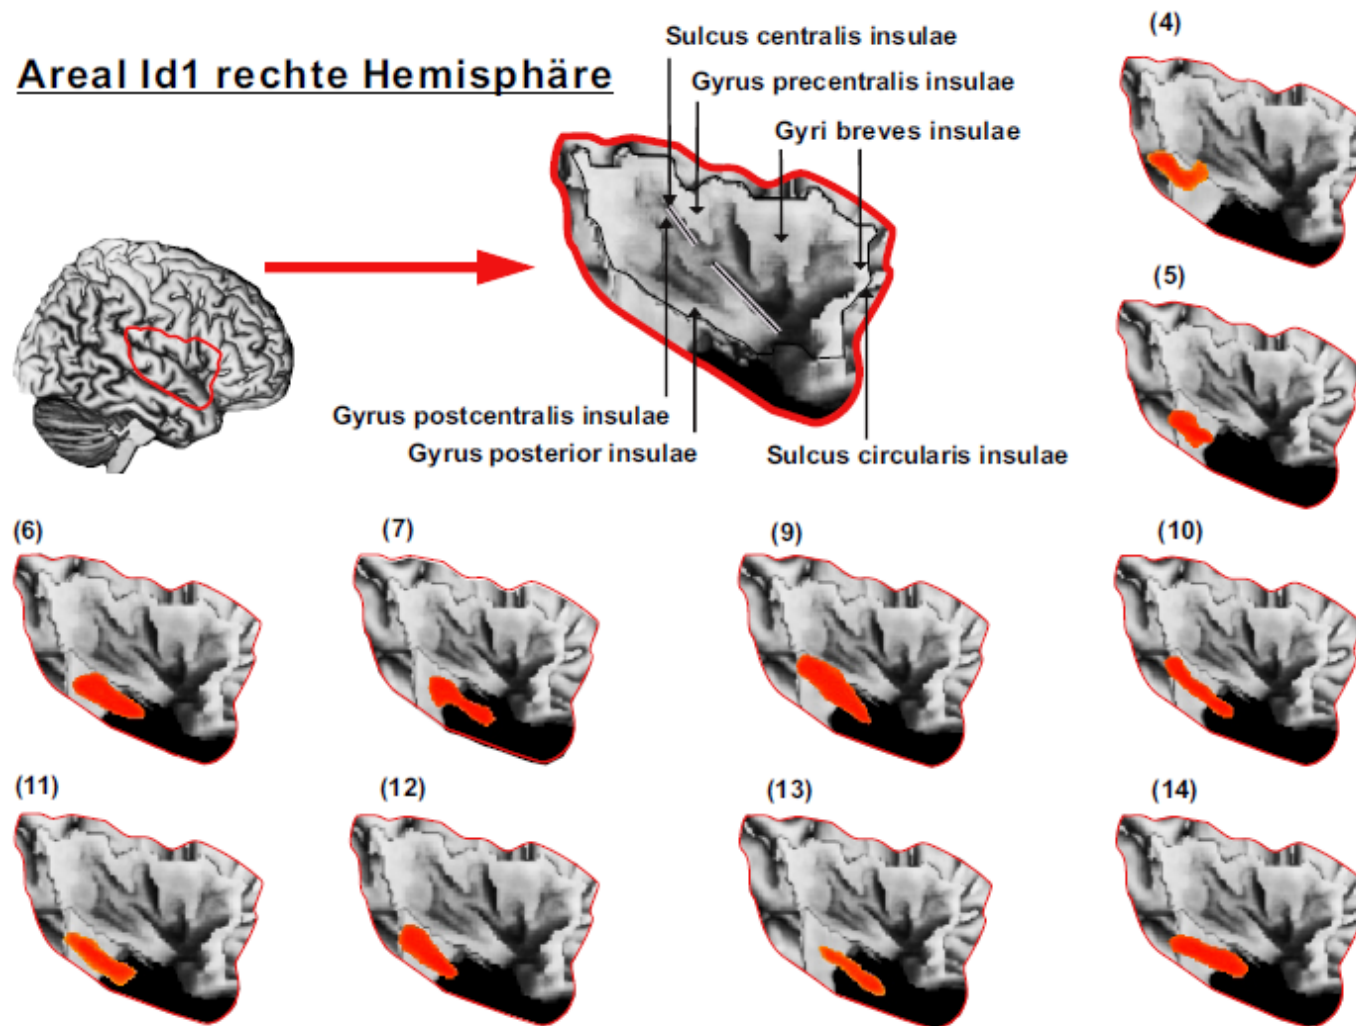 Areal Id1 rechte Hemisphäre
Sulcus centralis insulae
Gyrus precentralis insulae
Gyri breves insulae
Gyrus postcentralis insulae
Gyrus posterior insulae
Sulcus circularis insulae
(4)
(5)
(6)
(7)
(9)
(10)
(11)
(12)
(13)
(14)